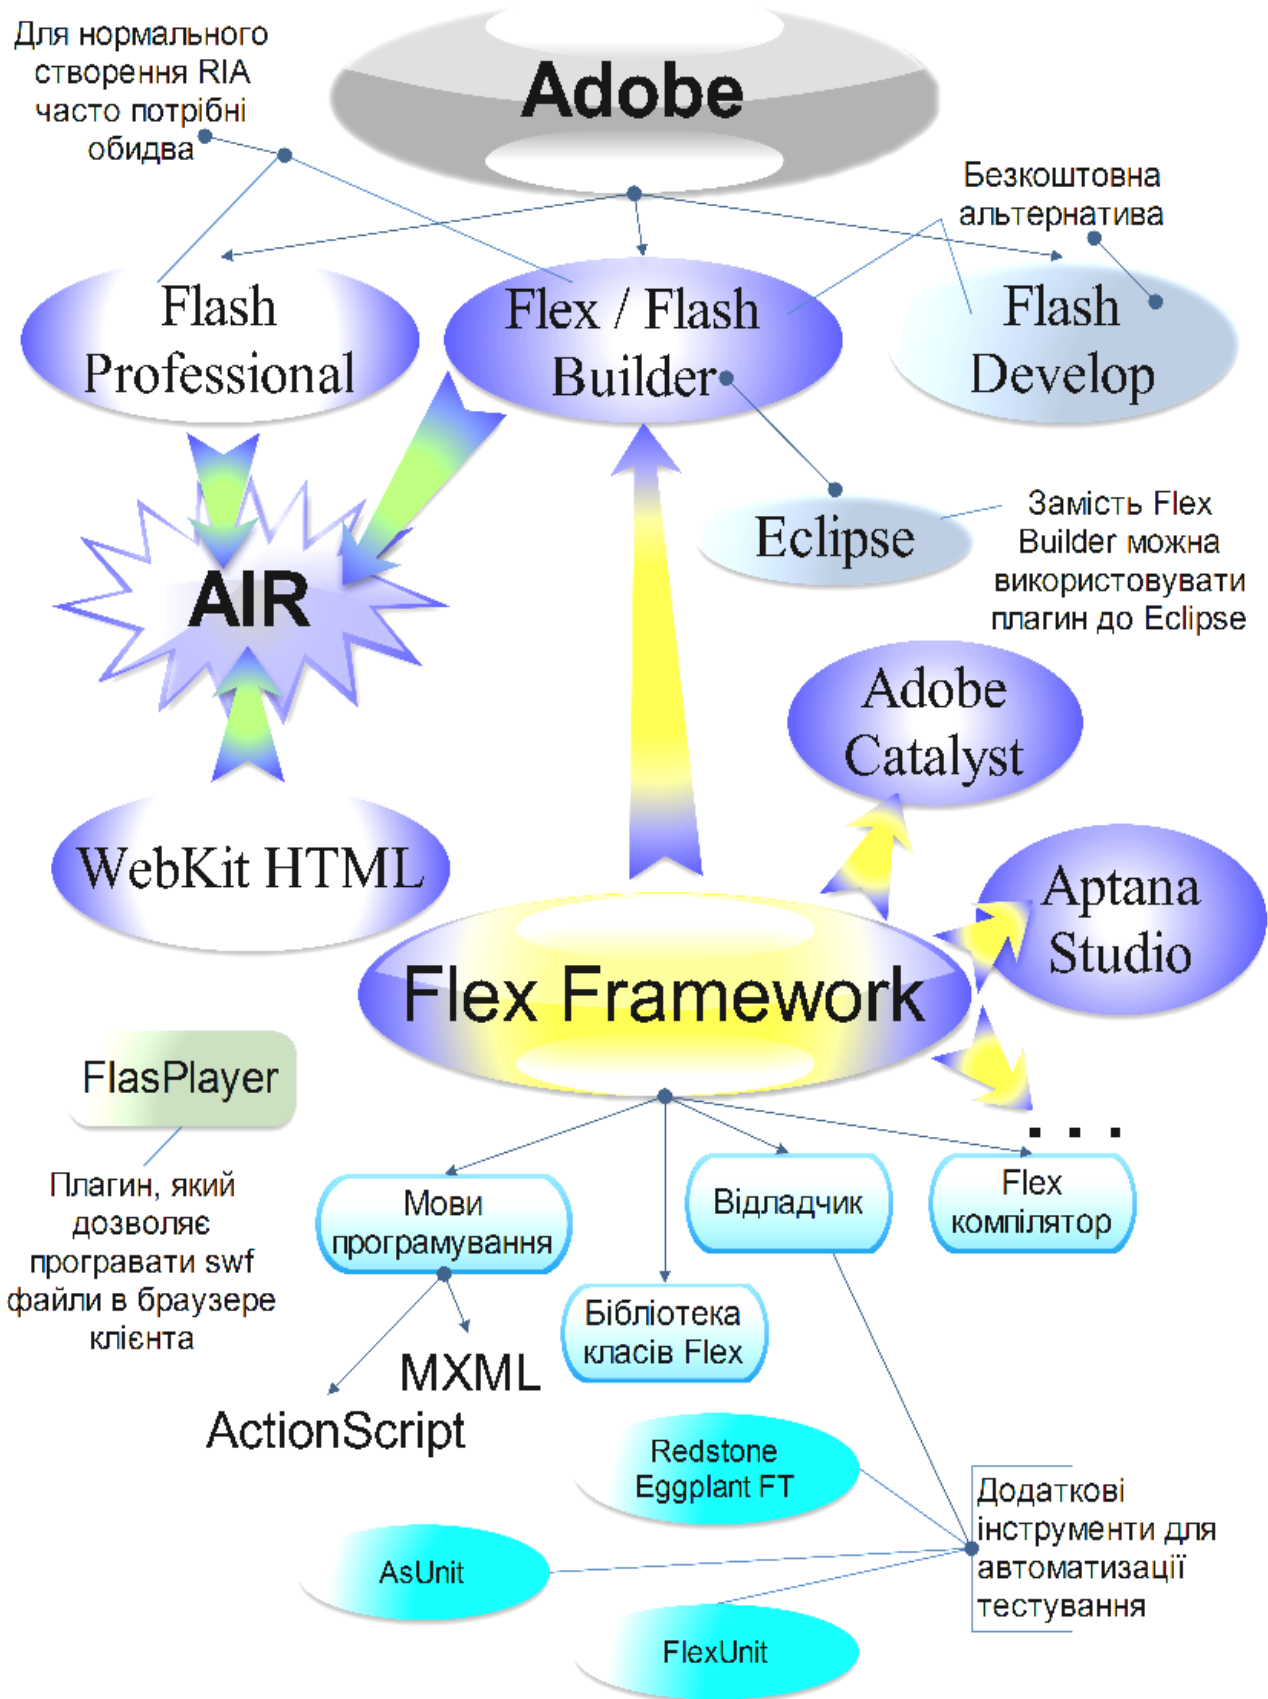 Для нормального
створення RIA
часто потрібні
обидва
Adobe
Безкоштовна
альтернатива
Flash
Professional
Flex / Flash
Builder
Flash
Develop
Eclipse
Замість Flex
Builder можна
використовувати
плагин до Eclipse
AIR
Adobe
Catalyst
WebKit HTML
Aptana
Studio
Flex Framework
FlasPlayer
. . .
Плагин, який
дозволяє
програвати swf
файли в браузере
клієнта
Мови
програмування
Відладчик
Flex
компілятор
Бібліотека
класів Flex
MXML
ActionScript
Redstone
Eggplant FT
Додаткові
інструменти для
автоматизації
тестування
AsUnit
FlexUnit